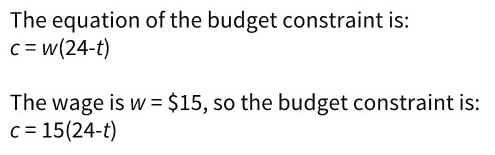 The equation of the budget constraint is:
c = w(24-t)
The wage is w = $15, so the budget constraint is:
c = 15(24-t)